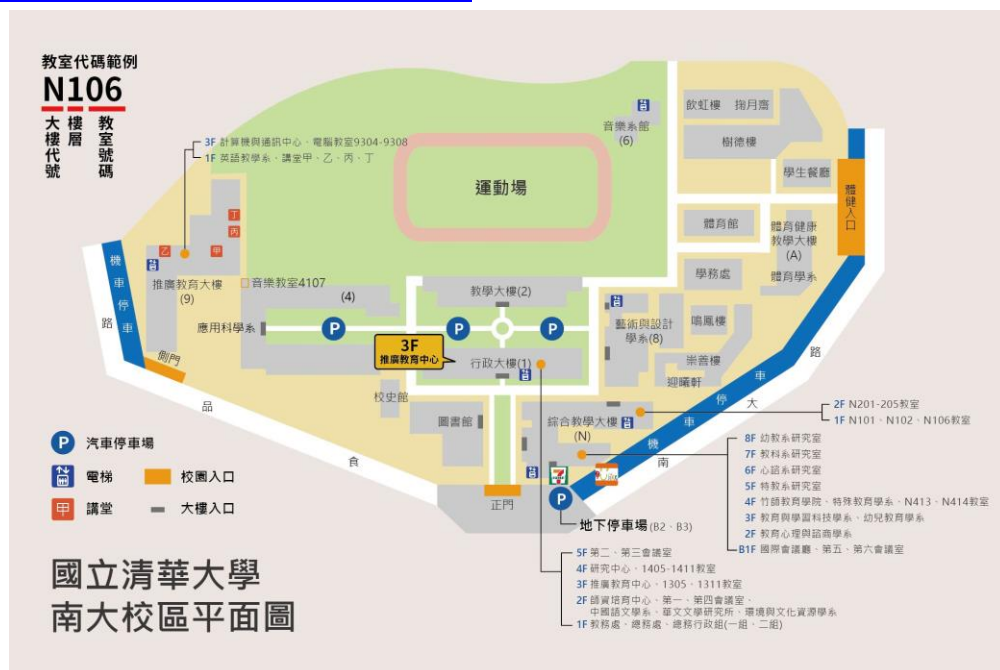 教室代碼範例
N106
大樓代號
樓層
教室號碼
3F 計算機與通訊中心、電腦教室9304-9308
1F 英語教學系、講堂甲、乙、丙、丁
音樂系館
(6)
飲虹樓 掬月齋
樹德樓
學生餐廳
體健入口
運動場
體育館
體育健康
教學大樓
(A)
體育學系
學務處
丁
丙
乙
甲
機車停車
路
推廣教育大樓
(9)
音樂教室4107
(4)
教學大樓(2)
應用科學系
P
P
P
藝術與設計
學系(8)
鳴鳳樓
崇善樓
迎曦軒
3F
推廣教育中心
行政大樓(1)
側門
校史館
圖書館
綜合教學大樓
(N)
品
食
路
大
南
機車停車
2F N201-205教室
1F N101、N102、N106教室
8F 幼教系研究室
7F 教科系研究室
6F 心諮系研究室
5F 特教系研究室
4F 竹師教育學院、特殊教育學系、N413、N414教室
3F 教育與學習科技學系、幼兒教育學系
2F 教育心理與諮商學系
B1F 國際會議廳、第五、第六會議室
P 汽車停車場
電梯
校園入口
甲 講堂
大樓入口
正門
7
P
地下停車場(B2、B3)
5F 第二、第三會議室
4F 研究中心、1405-1411教室
3F 推廣教育中心、1305、1311教室
2F 師資培育中心、第一、第四會議室、
中國語文學系、華文文學研究所、環境與文化資源學系
1F 教務處、總務處、總務行政組(一組、二組)
國立清華大學
南大校區平面圖